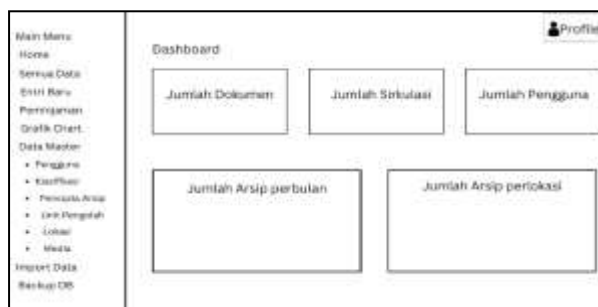 Main Menu
Home
Semua Data
Entri Baru
Peminjaman
Grafik Chart
Data Master
Pengguna
Klasifikasi
Pencipta Arsip
Unit Pengolah
Lokasi
Media
Import Data
Backup DB
Profile
Dashboard
Jumlah Dokumen
Jumlah Sirkulasi
Jumlah Pengguna
Jumlah Arsip perbulan
Jumlah Arsip perlokasi